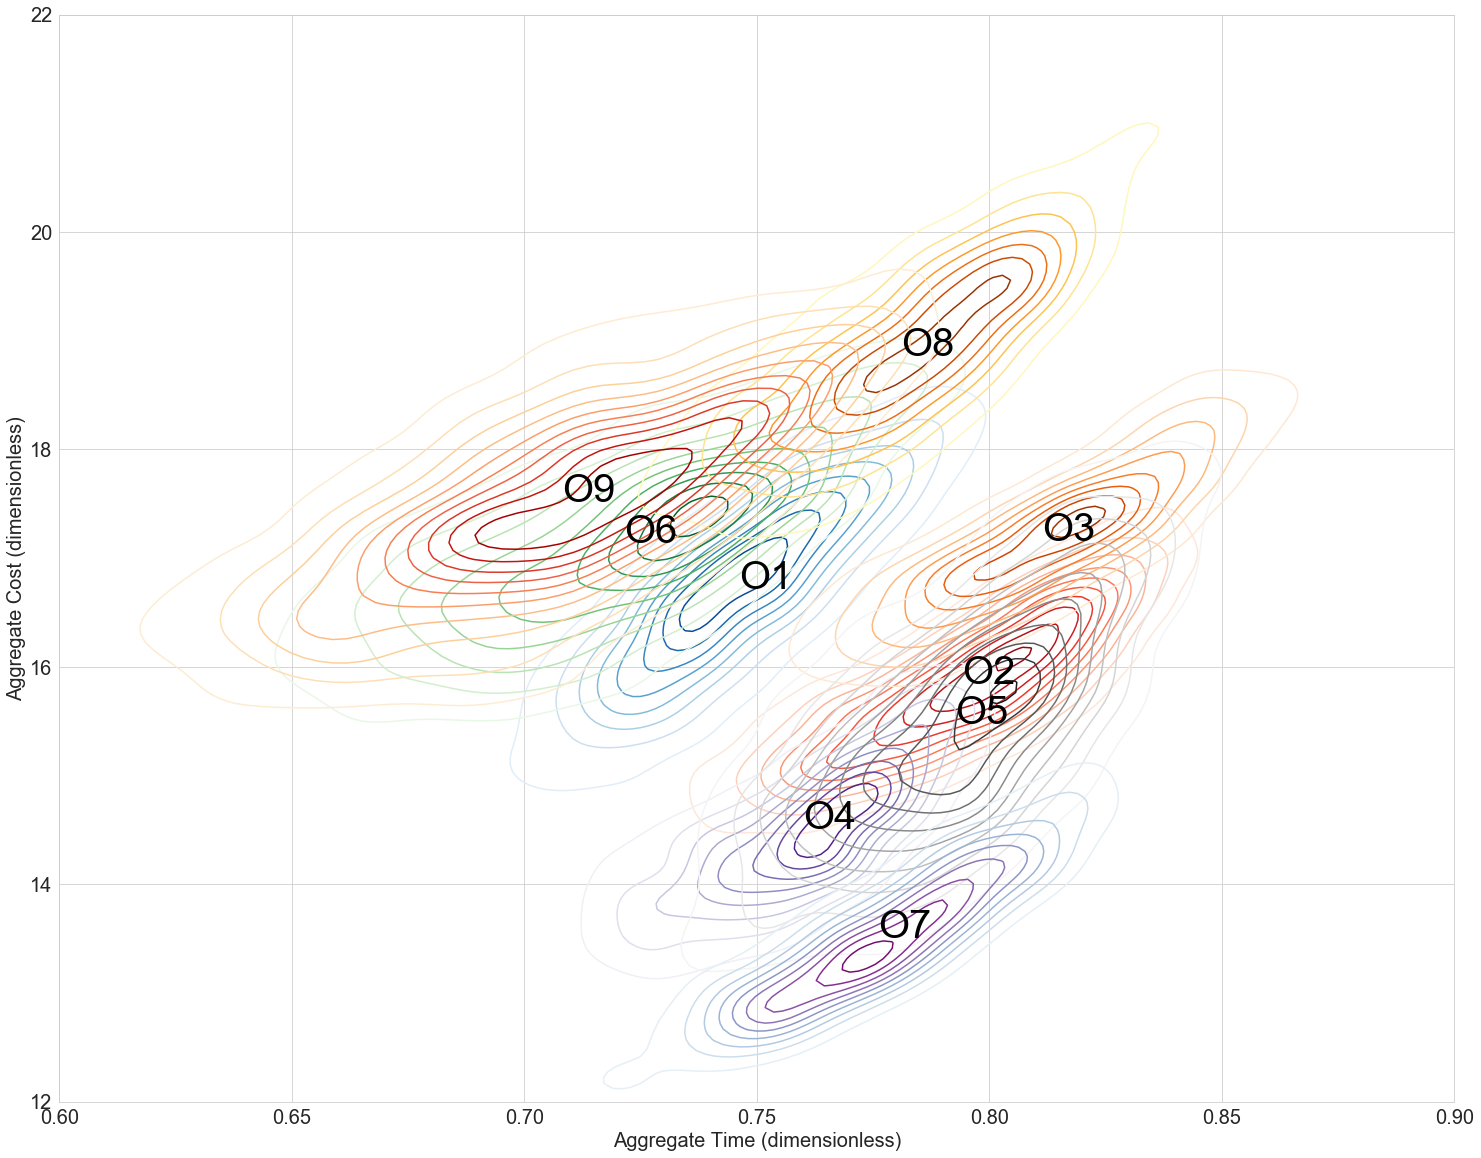 22
20
18
16
14
12
Aggregate Cost (dimensionless)
O8
O9
O6
O3
O1
O2
O5
O4
O7
0.60 0.65 0.70 0.75 0.80 0.85 0.90
Aggregate Time (dimensionless)